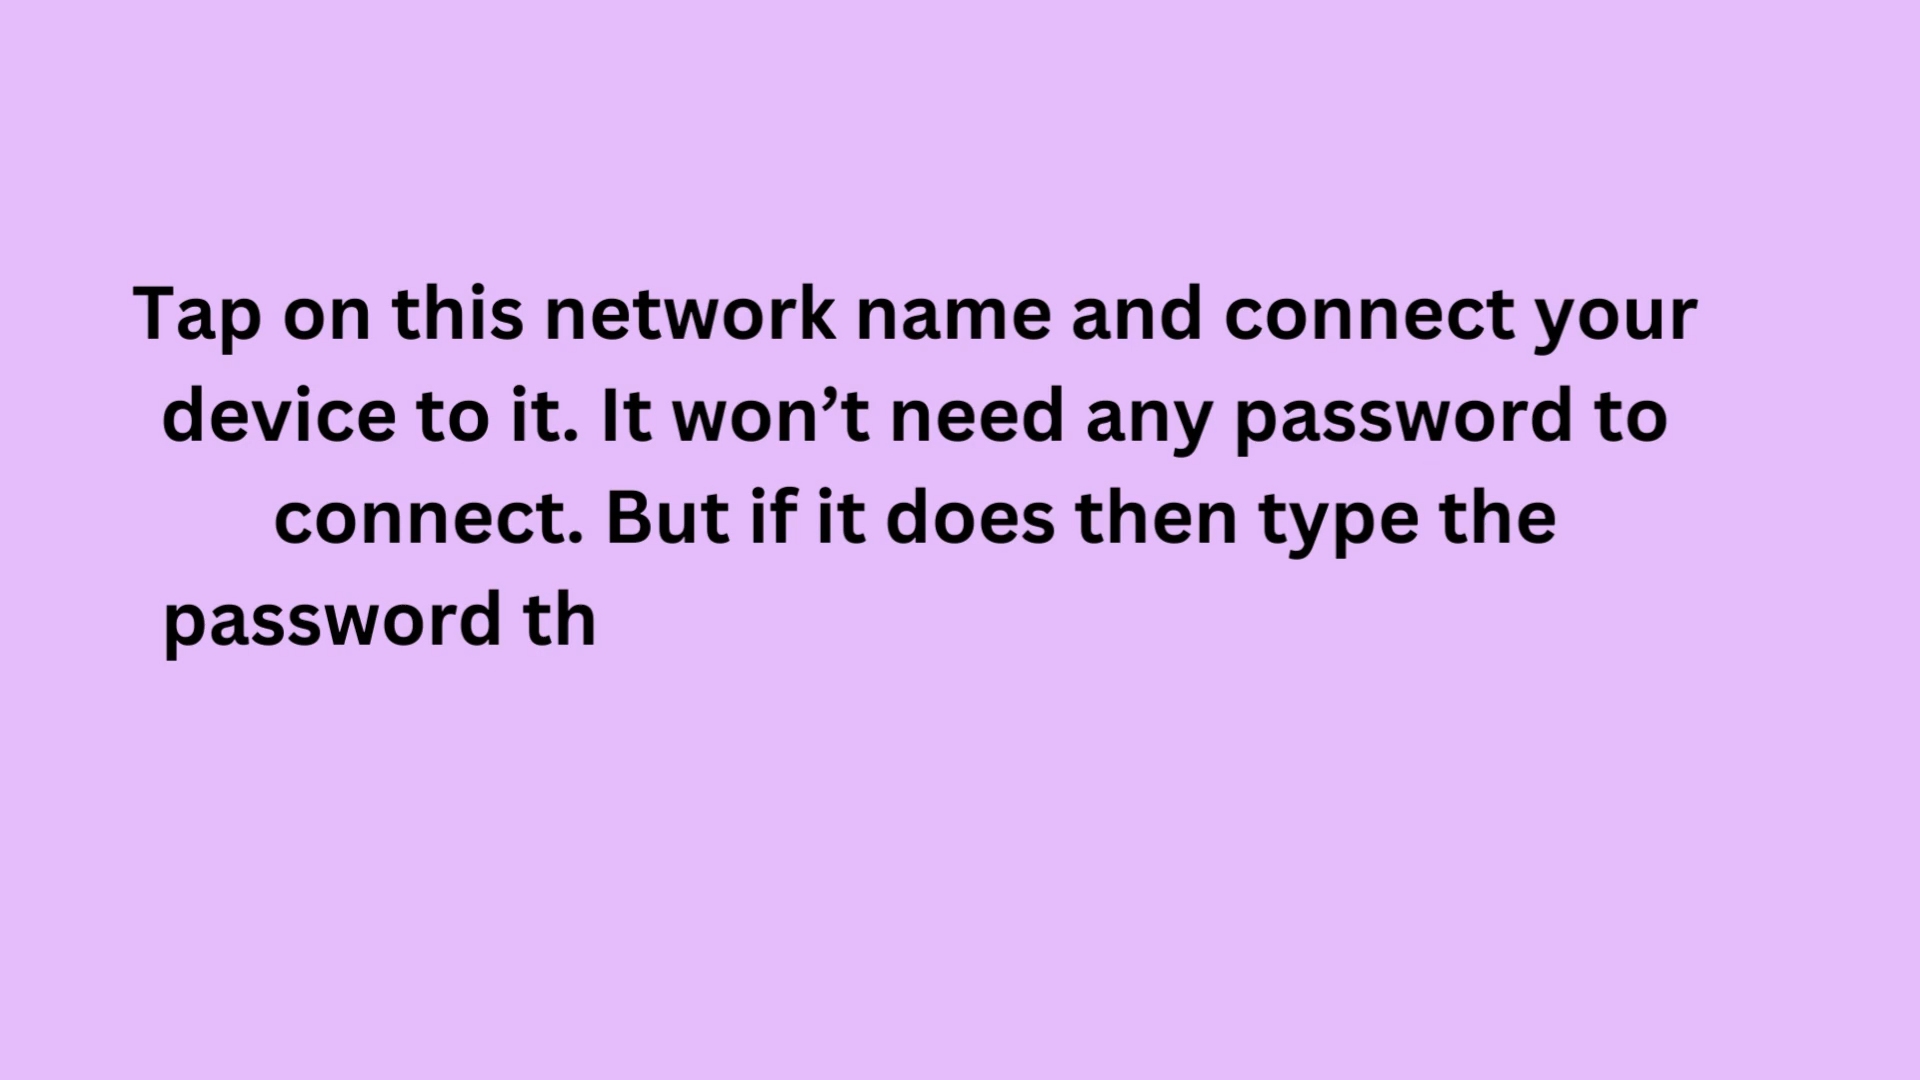 Tap on this network name and connect your
device to it. It won’t need any password to
connect. But if it does then type the
password th